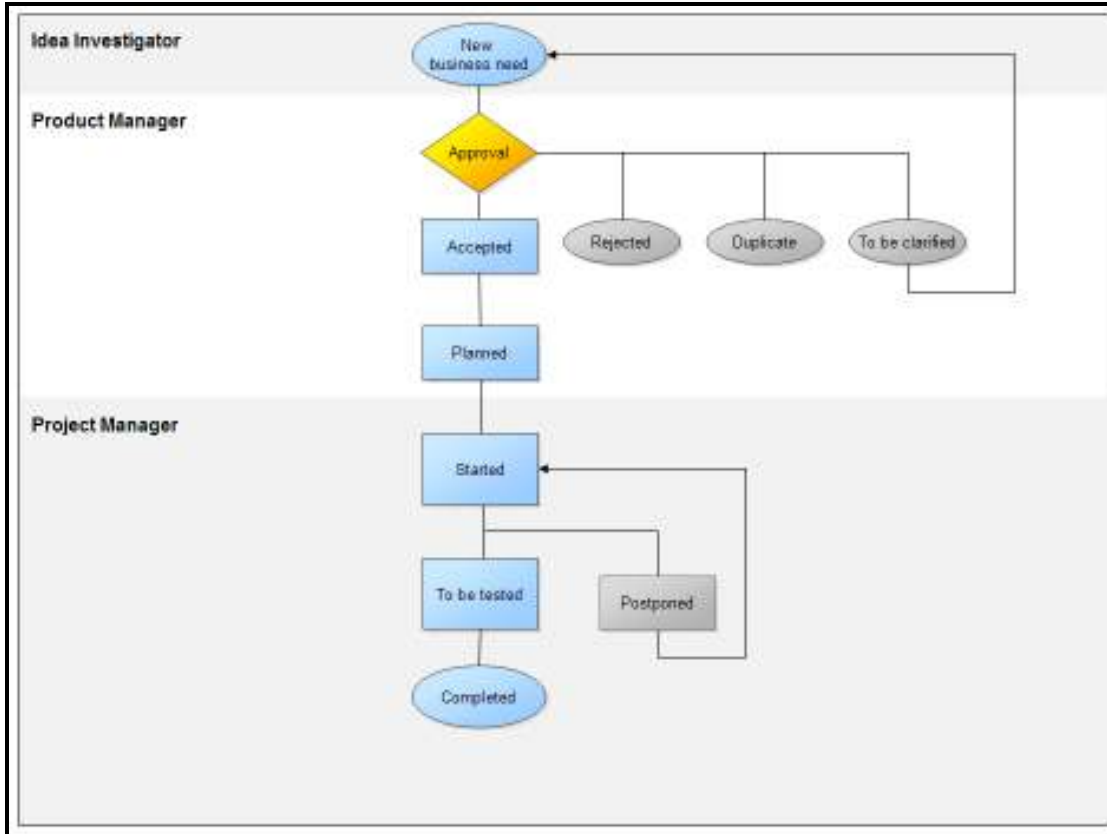 Idea Investigator
New
business need
Product Manager
Approval
Accepted
Rejected
Duplicate
To be clarified
Planned
Project Manager
Started
To be tested
Postponed
Completed